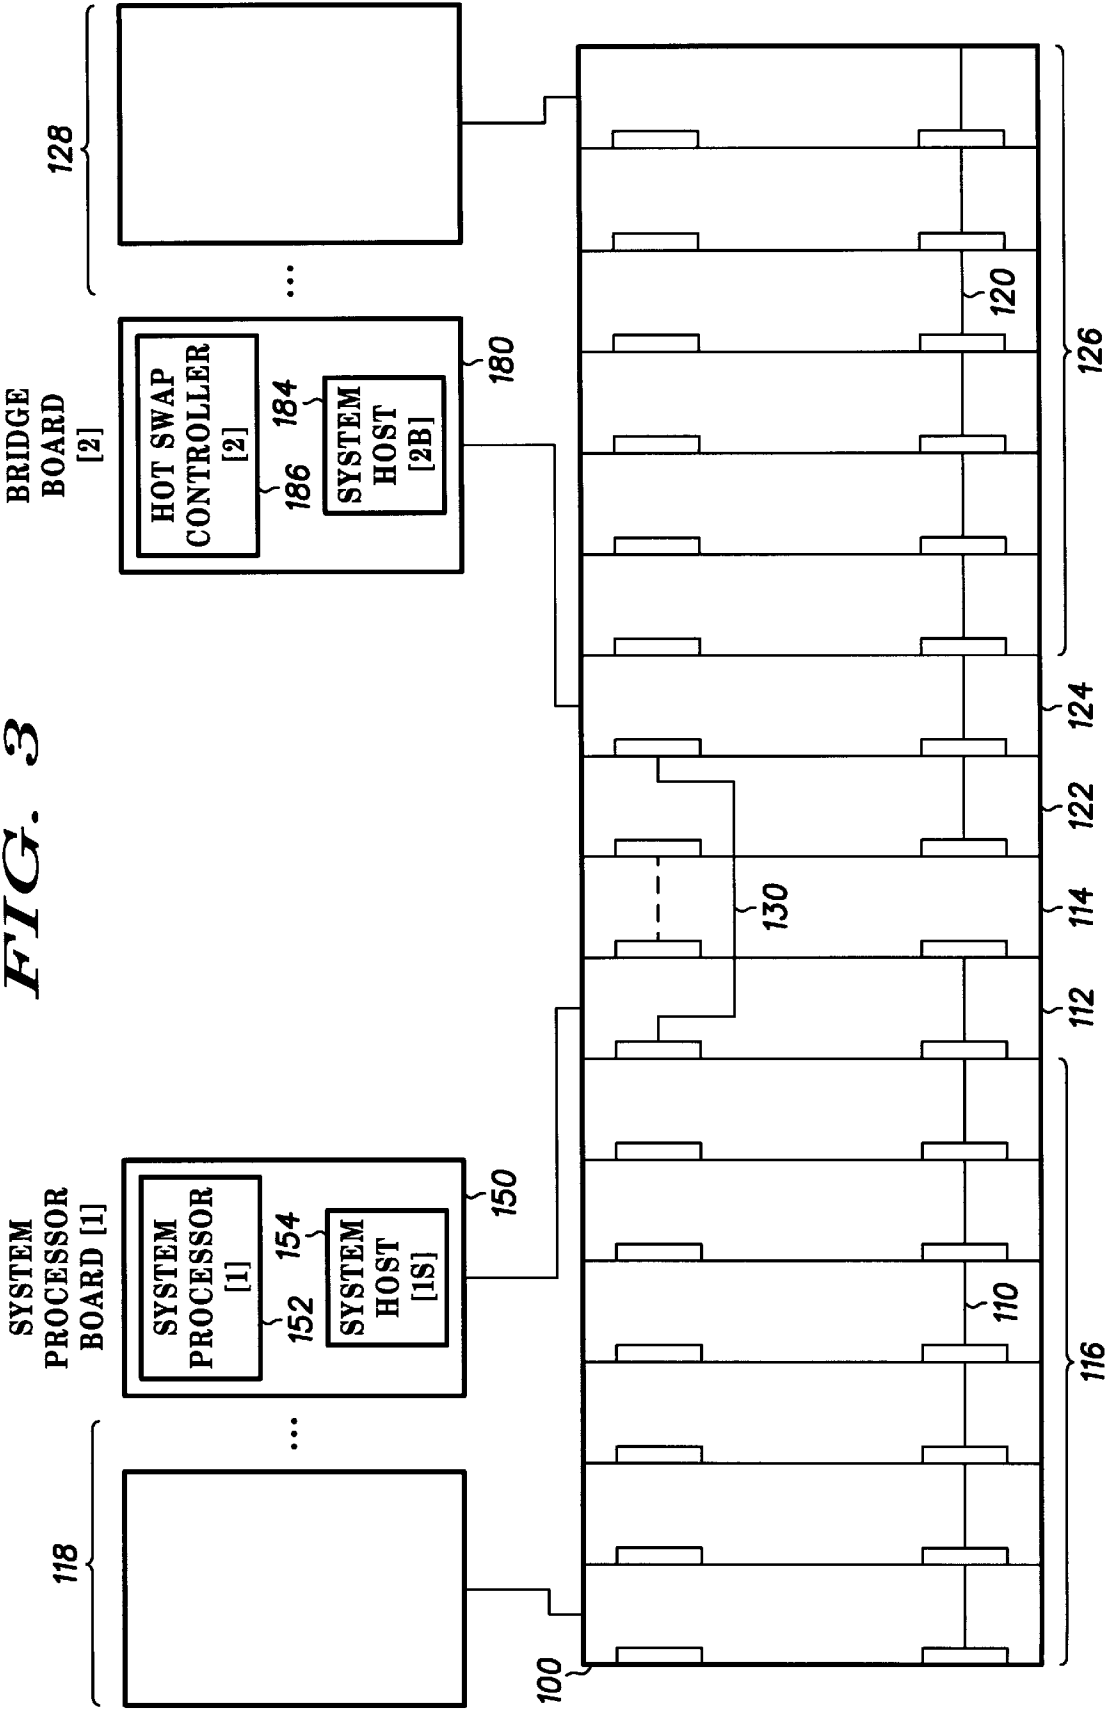 FIG. 3
118
SYSTEM
PROCESSOR
BOARD [1]
SYSTEM
PROCESSOR
[1]
152
154
SYSTEM
HOST
[1S]
150
BRIDGE
BOARD
[2]
HOT SWAP
CONTROLLER
[2]
186
184
SYSTEM
HOST
[2B]
180
128
100
130
110
120
116
112
114
122
124
126